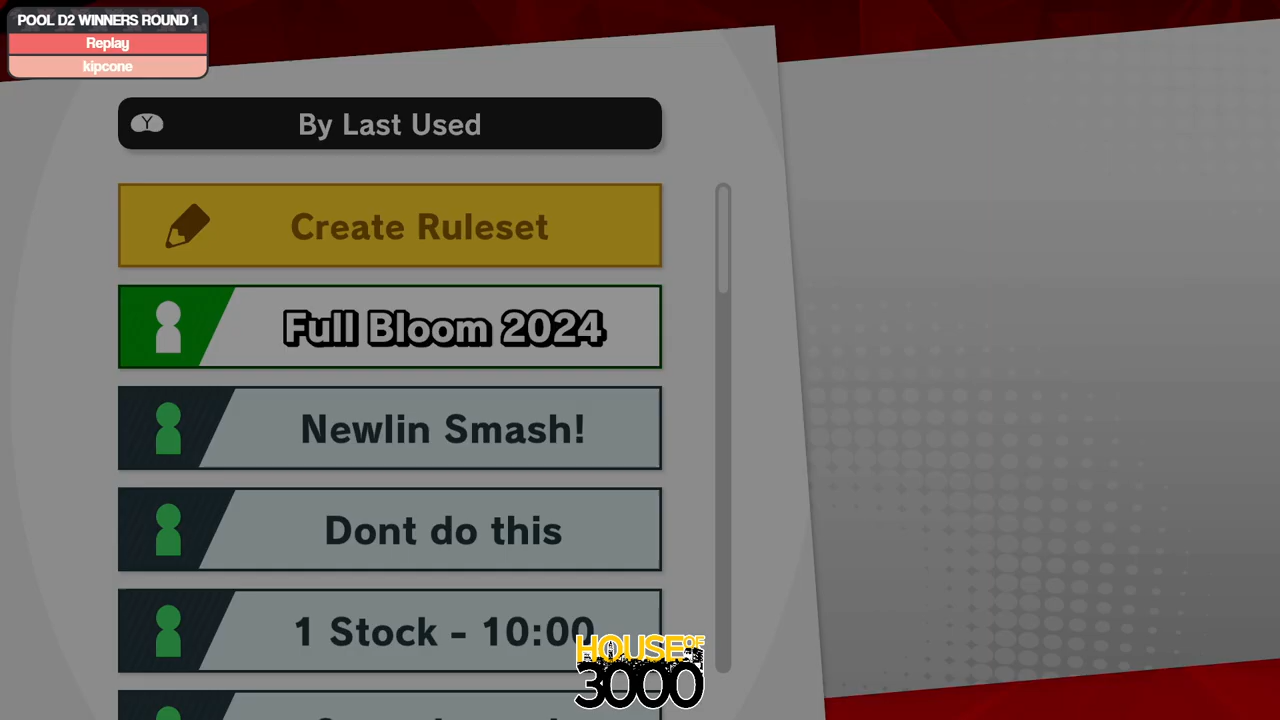 POOL D2 WINNERS ROUND 1
Replay
kipcone
Y By Last Used
Create Ruleset
Full Bloom 2024
Newlin Smash!
Dont do this
1 Stock - 10:00
HOUSE OF
3000